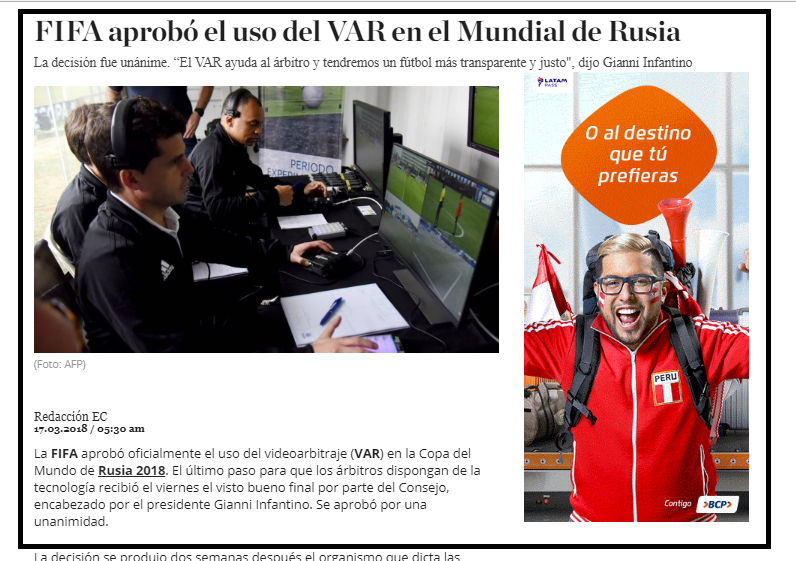 FIFA aprobó el uso del VAR en el Mundial de Rusia
La decisión fue unánime. “El VAR ayuda al árbitro y tendremos un fútbol más transparente y justo", dijo Gianni Infantino
LATAM
PASS
O al destino
que tú
prefieras
PERIODO
(Foto: AFP)
PERU
Redacción EC
17.03.2018 / 05:30 am
La FIFA aprobó oficialmente el uso del videoarbitraje (VAR) en la Copa del
Mundo de Rusia 2018. El último paso para que los árbitros dispongan de la
tecnología recibió el viernes el visto bueno final por parte del Consejo,
encabezado por el presidente Gianni Infantino. Se aprobó por una
unanimidad.
Contigo >BCP>
La decisión se produjo dos semanas después el organismo que dicta las